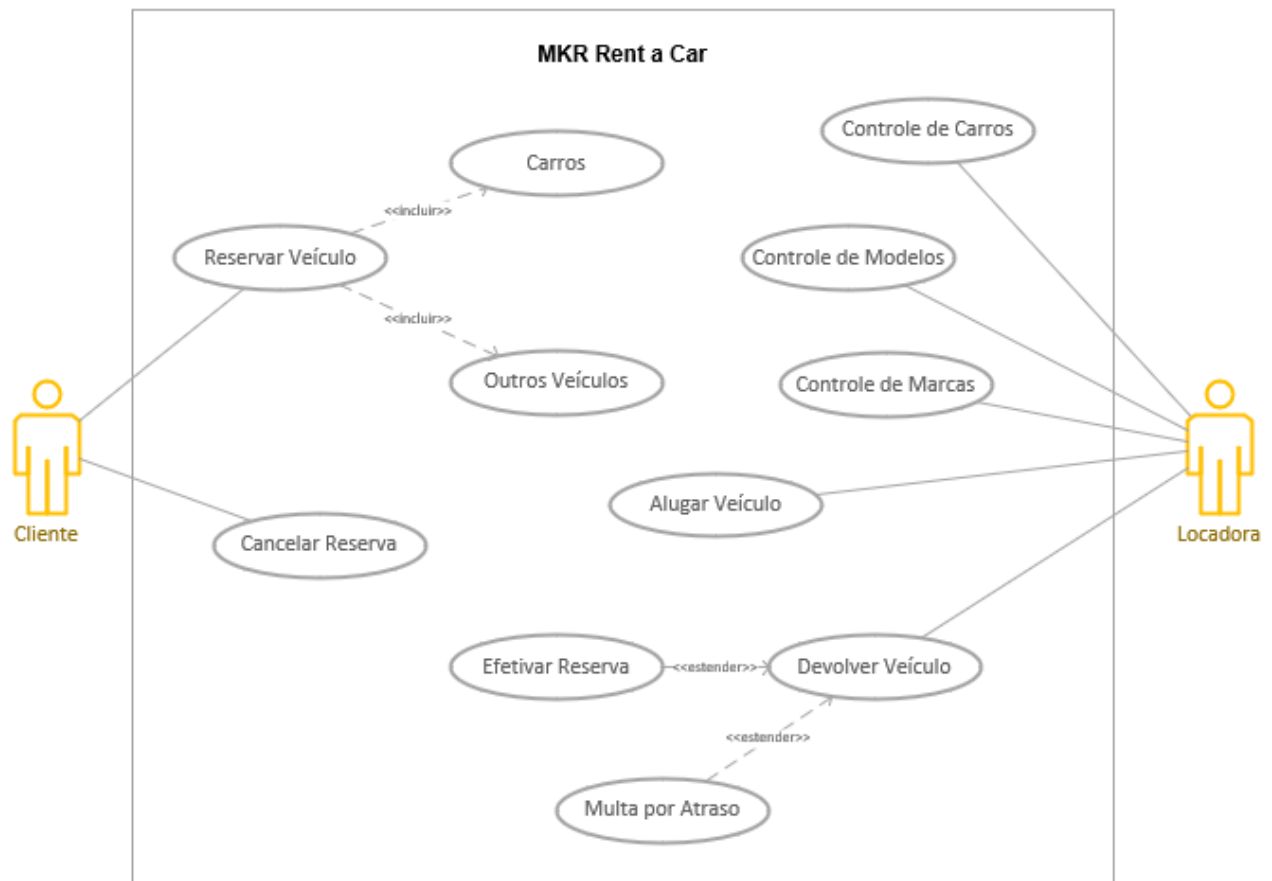 MKR Rent a Car
Controle de Carros
Carros
<<incluir>>
Reservar Veículo
Controle de Modelos
<<incluir>>
Outros Veículos
Controle de Marcas
Alugar Veículo
Cliente
Locadora
Cancelar Reserva
Efetivar Reserva
<<estender>>
Devolver Veículo
<<estender>>
Multa por Atraso